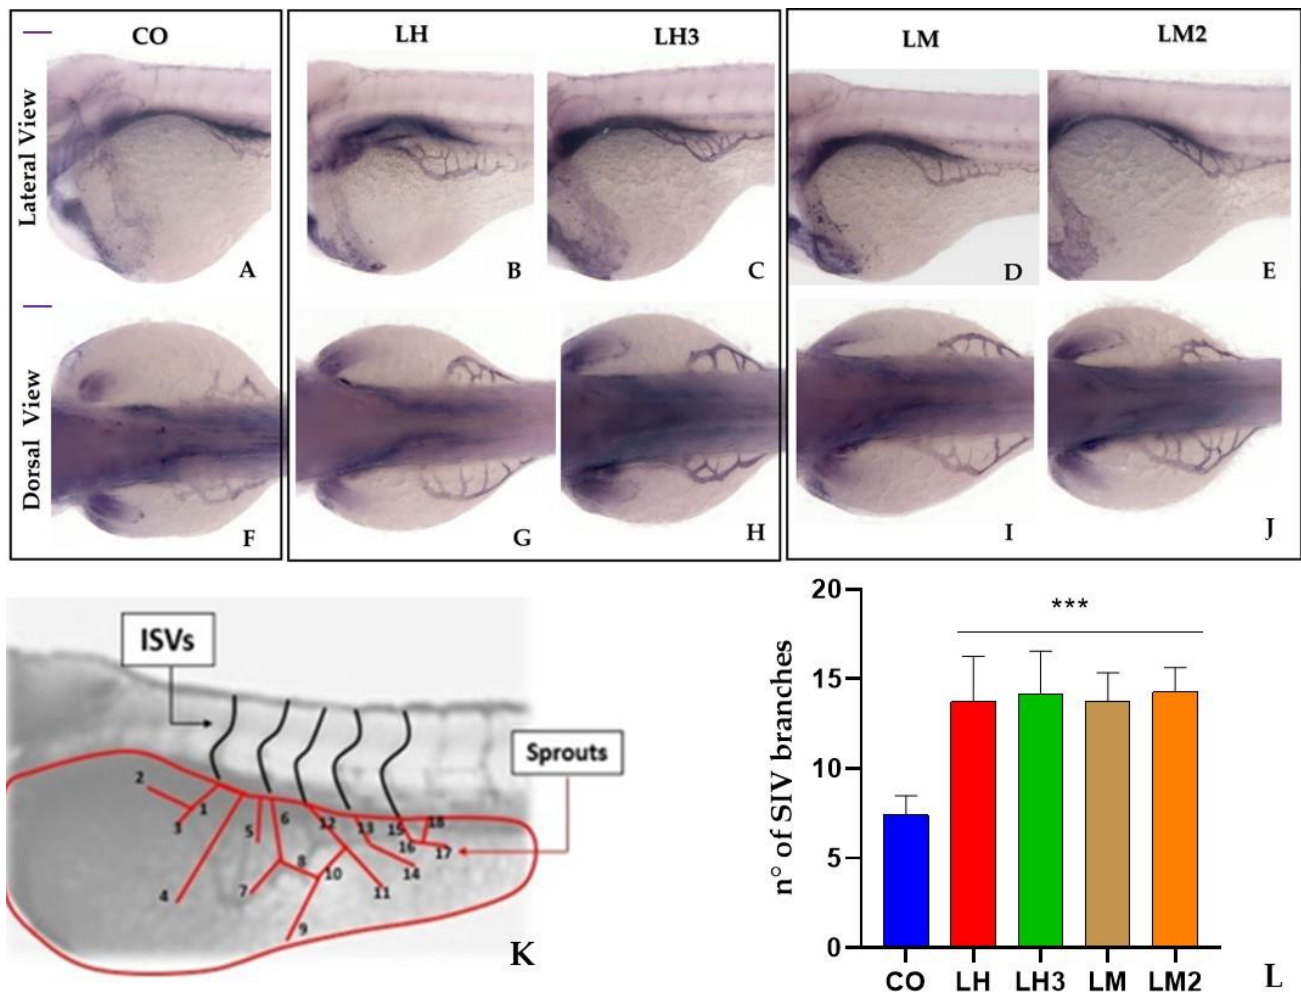 CO
LH
LH3
LM
LM2
Lateral View
A
B
C
D
E
Dorsal View
F
G
H
I
J
ISVs
Sprouts
2
1
3
5
6
12
13
15
18
4
7
8
10
16
17
14
11
9
K
n° of SIV branches
20
15
10
5
0
***
CO
LH
LH3
LM
LM2
L